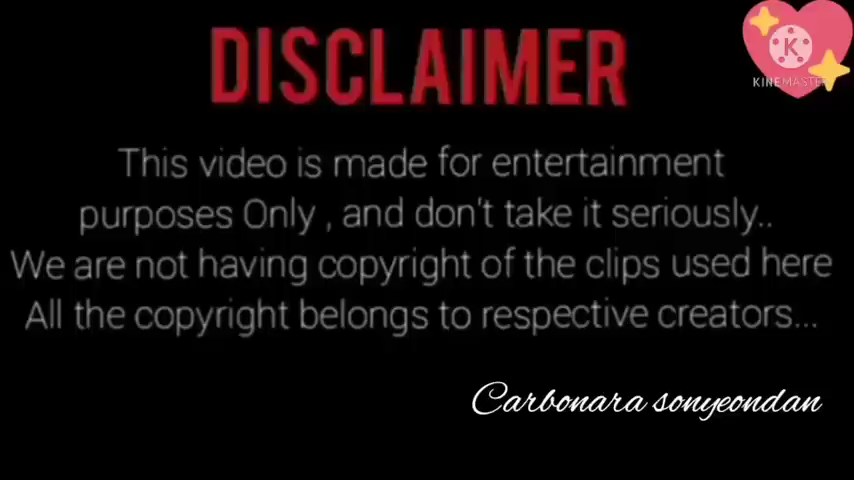 DISCLAIMER
K
KINEMASTE
This video is made for entertainment
purposes Only , and don't take it seriously..
We are not having copyright of the clips used here
All the copyright belongs to respective creators...
Carbonara sonyeondan